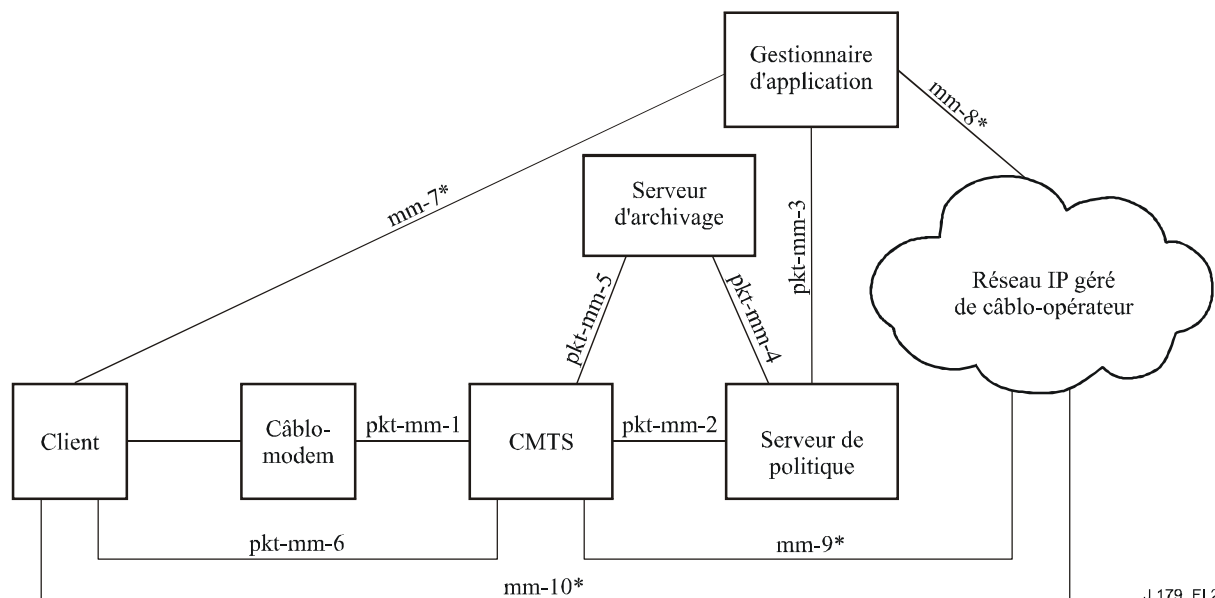 Gestionnaire
d'application
mm-8*
mm-7*
Serveur
d'archivage
pkt-mm-3
Réseau IP géré
de câblo-opérateur
pkt-mm-5
pkt-mm-4
Client
Câblo-
modem
pkt-mm-1
CMTS
pkt-mm-2
Serveur de
politique
pkt-mm-6
mm-9*
mm-10*